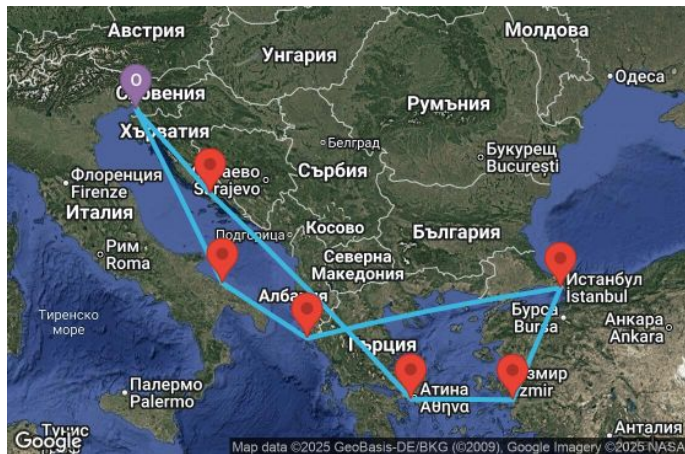 Австрия
Молдова
Унгария
Одеса
О
Словения
Румъния
Хърватия
Белград
Букурещ
București
Флоренция
Firenze
Сърбия
Sarajevo
Италия
Подгорица
Косово
България
Рим
Roma
Северна
Македония
Истанбул
İstanbul
Албания
Бурса
Bursa
Анкара
Ankara
Тиренско
море
Гърция
Палермо
Palermo
Атина
Αθήνα
Измир
Izmir
Анталия
Тунис
Google
Map data ©2025 GeoBasis-DE/BKG (©2009), Google Imagery ©2025 NASA